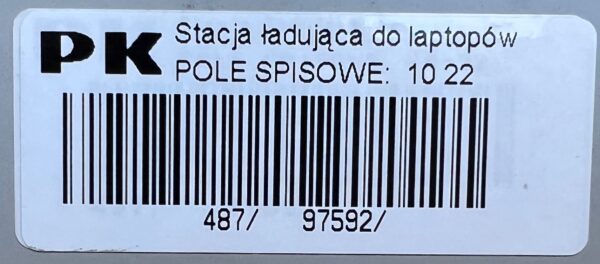 PK Stacja ładująca do laptopów
POLE SPISOWE: 10 22
487/ 97592/